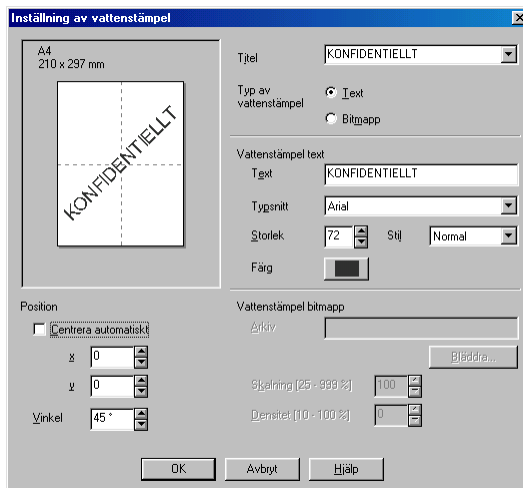 Inställning av vattenstämpel
A4
210 x 297 mm
KONFIDENTIELLT
Titel KONFIDENTIELLT
Typ av
vattenstämpel
Text
Bitmapp
Vattenstämpel text
Text KONFIDENTIELLT
Typsnitt Arial
Storlek 72 Stil Normal
Färg
Position
Centrera automatiskt
x 0
y 0
Vinkel 45 °
Vattenstämpel bitmapp
Arkiv
Bläddra...
Skalning [25 - 999 %] 100
Densitet [10 - 100 %] 0
OK Avbryt Hjälp